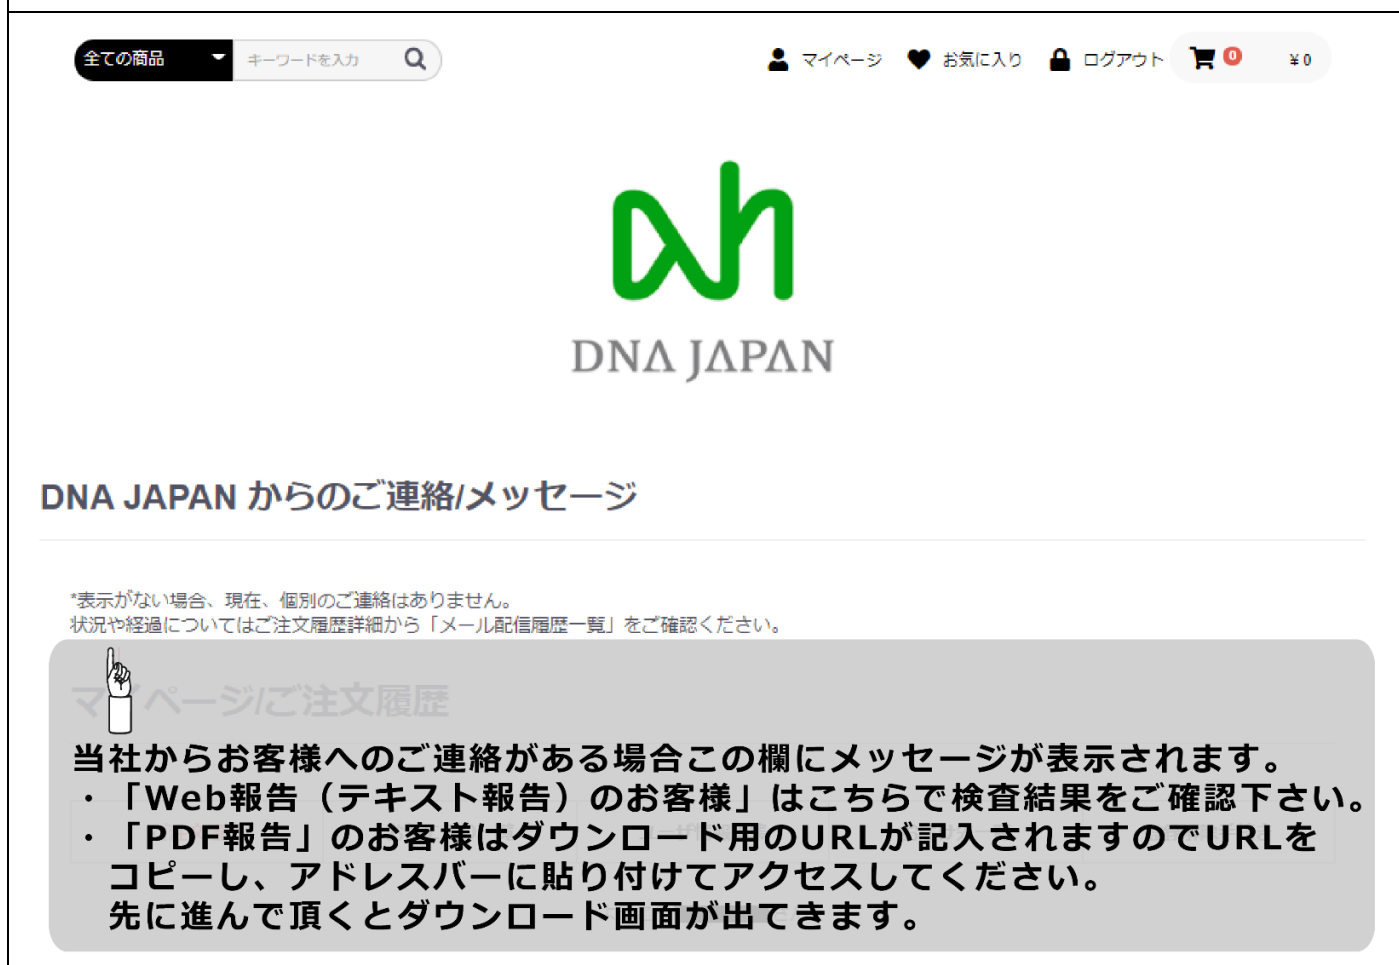 全ての商品 キーワードを入力 マイページ お気に入り ログアウト 0 ¥0
DNA JAPAN
DNA JAPAN からのご連絡/メッセージ
*表示がない場合、現在、個別のご連絡はありません。
状況や経過についてはご注文履歴詳細から「メール配信履歴一覧」をご確認ください。
マイページ/ご注文履歴
当社からお客様へのご連絡がある場合この欄にメッセージが表示されます。
・「Web報告（テキスト報告）のお客様」はこちらで検査結果をご確認下さい。
・「PDF報告」のお客様はダウンロード用のURLが記入されますのでURLを
コピーし、アドレスバーに貼り付けてアクセスしてください。
先に進んで頂くとダウンロード画面が出てきます。